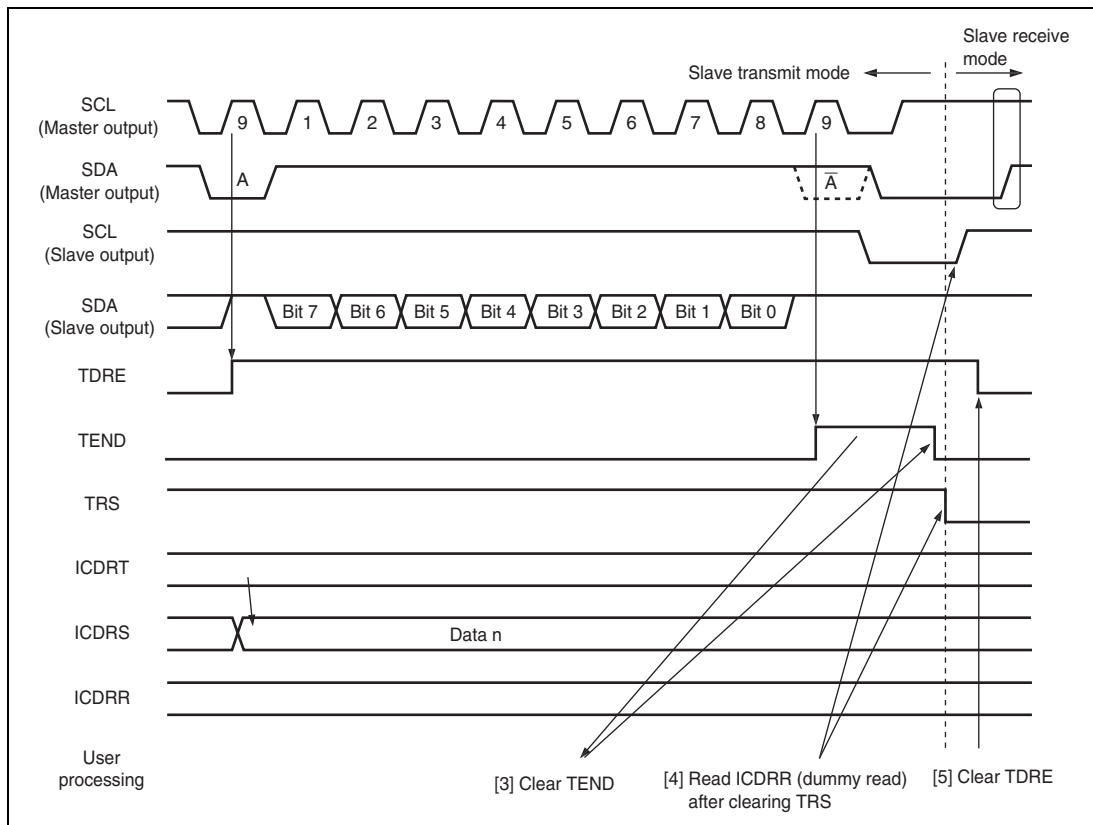 Slave receive
mode
Slave transmit mode
SCL
(Master output)
9 1 2 3 4 5 6 7 8 9
SDA
(Master output)
A A̅
SCL
(Slave output)
SDA
(Slave output)
Bit 7 Bit 6 Bit 5 Bit 4 Bit 3 Bit 2 Bit 1 Bit 0
TDRE
TEND
TRS
ICDRT
ICDRS
Data n
ICDRR
User
processing
[3] Clear TEND
[4] Read ICDRR (dummy read)
after clearing TRS
[5] Clear TDRE